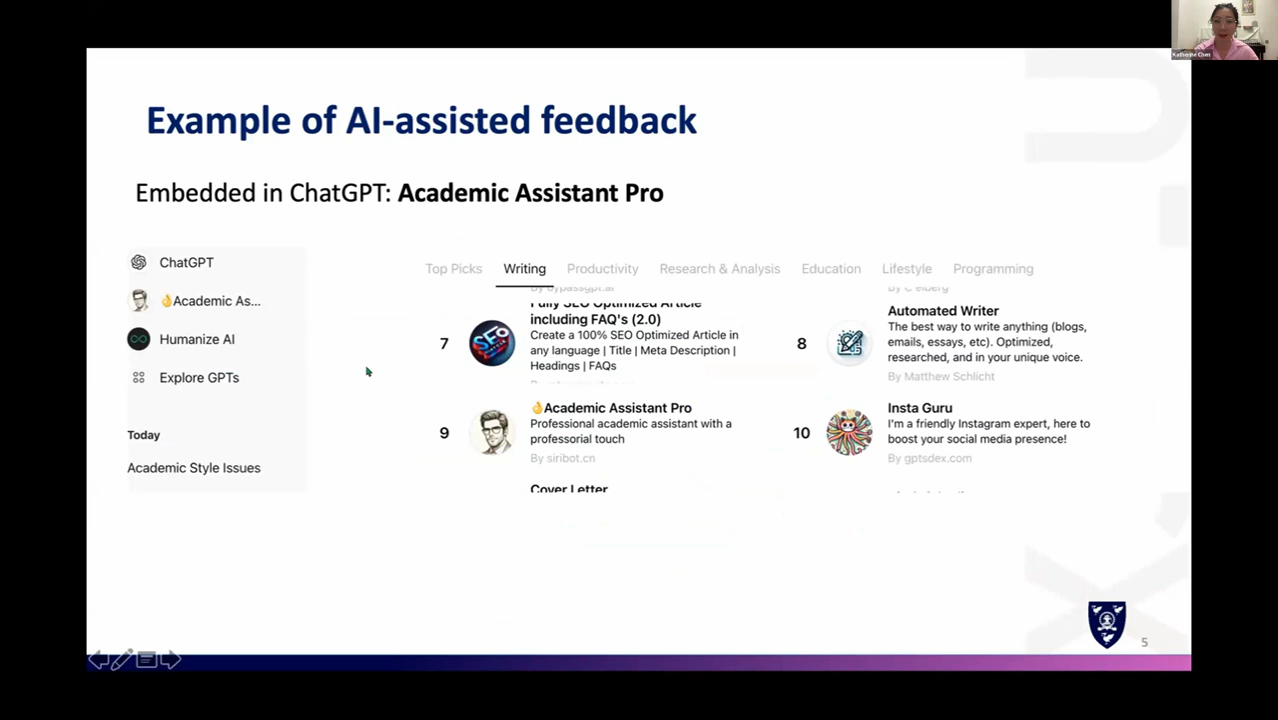 Katherine Chen
Example of AI-assisted feedback
Embedded in ChatGPT: Academic Assistant Pro
ChatGPT
👌Academic As...
Humanize AI
Explore GPTs
Today
Academic Style Issues
Top Picks Writing Productivity Research & Analysis Education Lifestyle Programming
7
Fully SEO Optimized Article
including FAQ's (2.0)
Create a 100% SEO Optimized Article in
any language | Title | Meta Description |
Headings | FAQs
8
Automated Writer
The best way to write anything (blogs,
emails, essays, etc). Optimized,
researched, and in your unique voice.
By Matthew Schlicht
9
👌Academic Assistant Pro
Professional academic assistant with a
professorial touch
By siribot.cn
10
Insta Guru
I'm a friendly Instagram expert, here to
boost your social media presence!
By gptsdex.com
Cover Letter
5